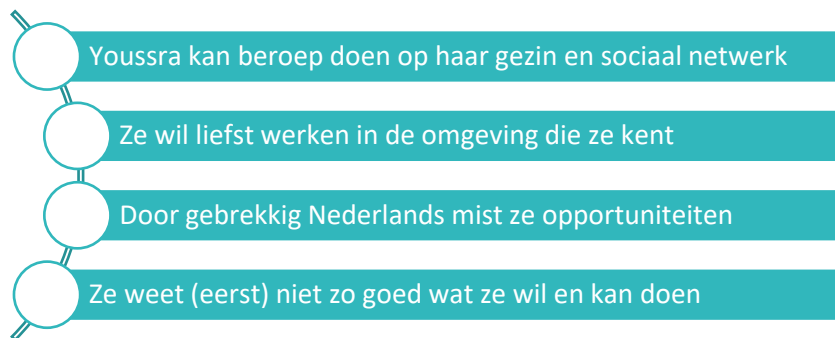 Youssra kan beroep doen op haar gezin en sociaal netwerk
Ze wil liefst werken in de omgeving die ze kent
Door gebrekkig Nederlands mist ze opportuniteiten
Ze weet (eerst) niet zo goed wat ze wil en kan doen